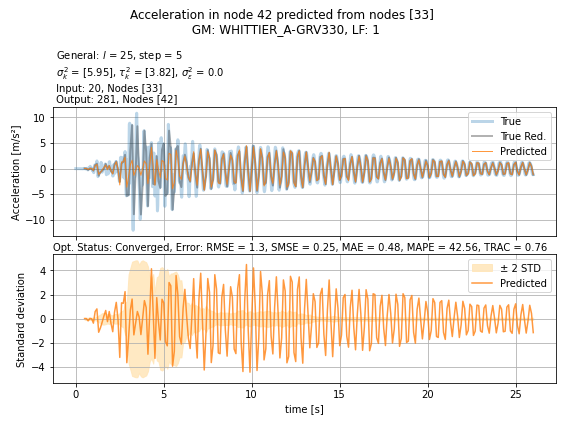 Acceleration in node 42 predicted from nodes [33]
GM: WHITTIER_A-GRV330, LF: 1
General: l = 25, step = 5
σ²ₖ = [5.95], τ²ₖ = [3.82], σ²ε = 0.0
Input: 20, Nodes [33]
Output: 281, Nodes [42]
Acceleration [m/s²]
10
5
0
−5
−10
True
True Red.
Predicted
Opt. Status: Converged, Error: RMSE = 1.3, SMSE = 0.25, MAE = 0.48, MAPE = 42.56, TRAC = 0.76
Standard deviation
4
2
0
−2
−4
± 2 STD
Predicted
0
5
10
15
20
25
time [s]